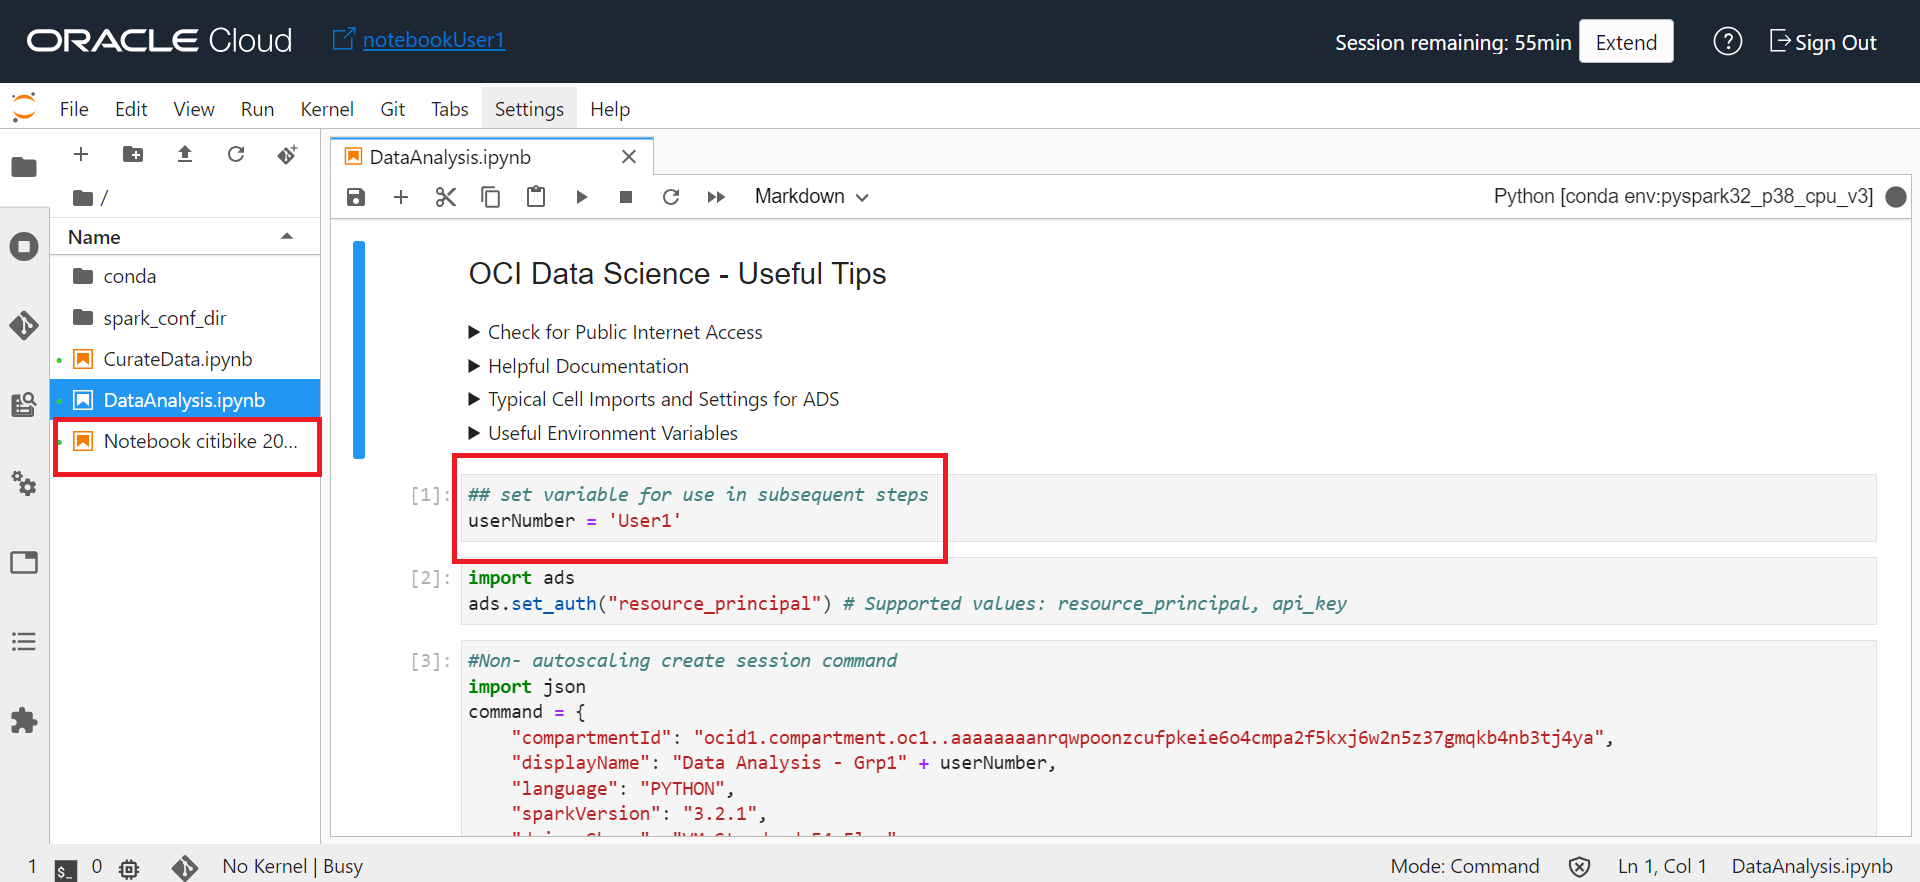 ORACLE Cloud notebookUser1 Session remaining: 55min Extend ? Sign Out
File Edit View Run Kernel Git Tabs Settings Help
DataAnalysis.ipynb
/
Markdown Python [conda env:pyspark32_p38_cpu_v3]
Name
conda
spark_conf_dir
CurateData.ipynb
DataAnalysis.ipynb
Notebook citibike 20...
OCI Data Science - Useful Tips
Check for Public Internet Access
Helpful Documentation
Typical Cell Imports and Settings for ADS
Useful Environment Variables
[1]: ## set variable for use in subsequent steps
userNumber = 'User1'
[2]: import ads
ads.set_auth("resource_principal") # Supported values: resource_principal, api_key
[3]: #Non- autoscaling create session command
import json
command = {
"compartmentId": "ocid1.compartment.oc1..aaaaaaaanrqwpoonzcufpkeie6o4cmpa2f5kxj6w2n5z37gmqkb4nb3tj4ya",
"displayName": "Data Analysis - Grp1" + userNumber,
"language": "PYTHON",
"sparkVersion": "3.2.1",
1 $_ 0 No Kernel | Busy Mode: Command Ln 1, Col 1 DataAnalysis.ipynb